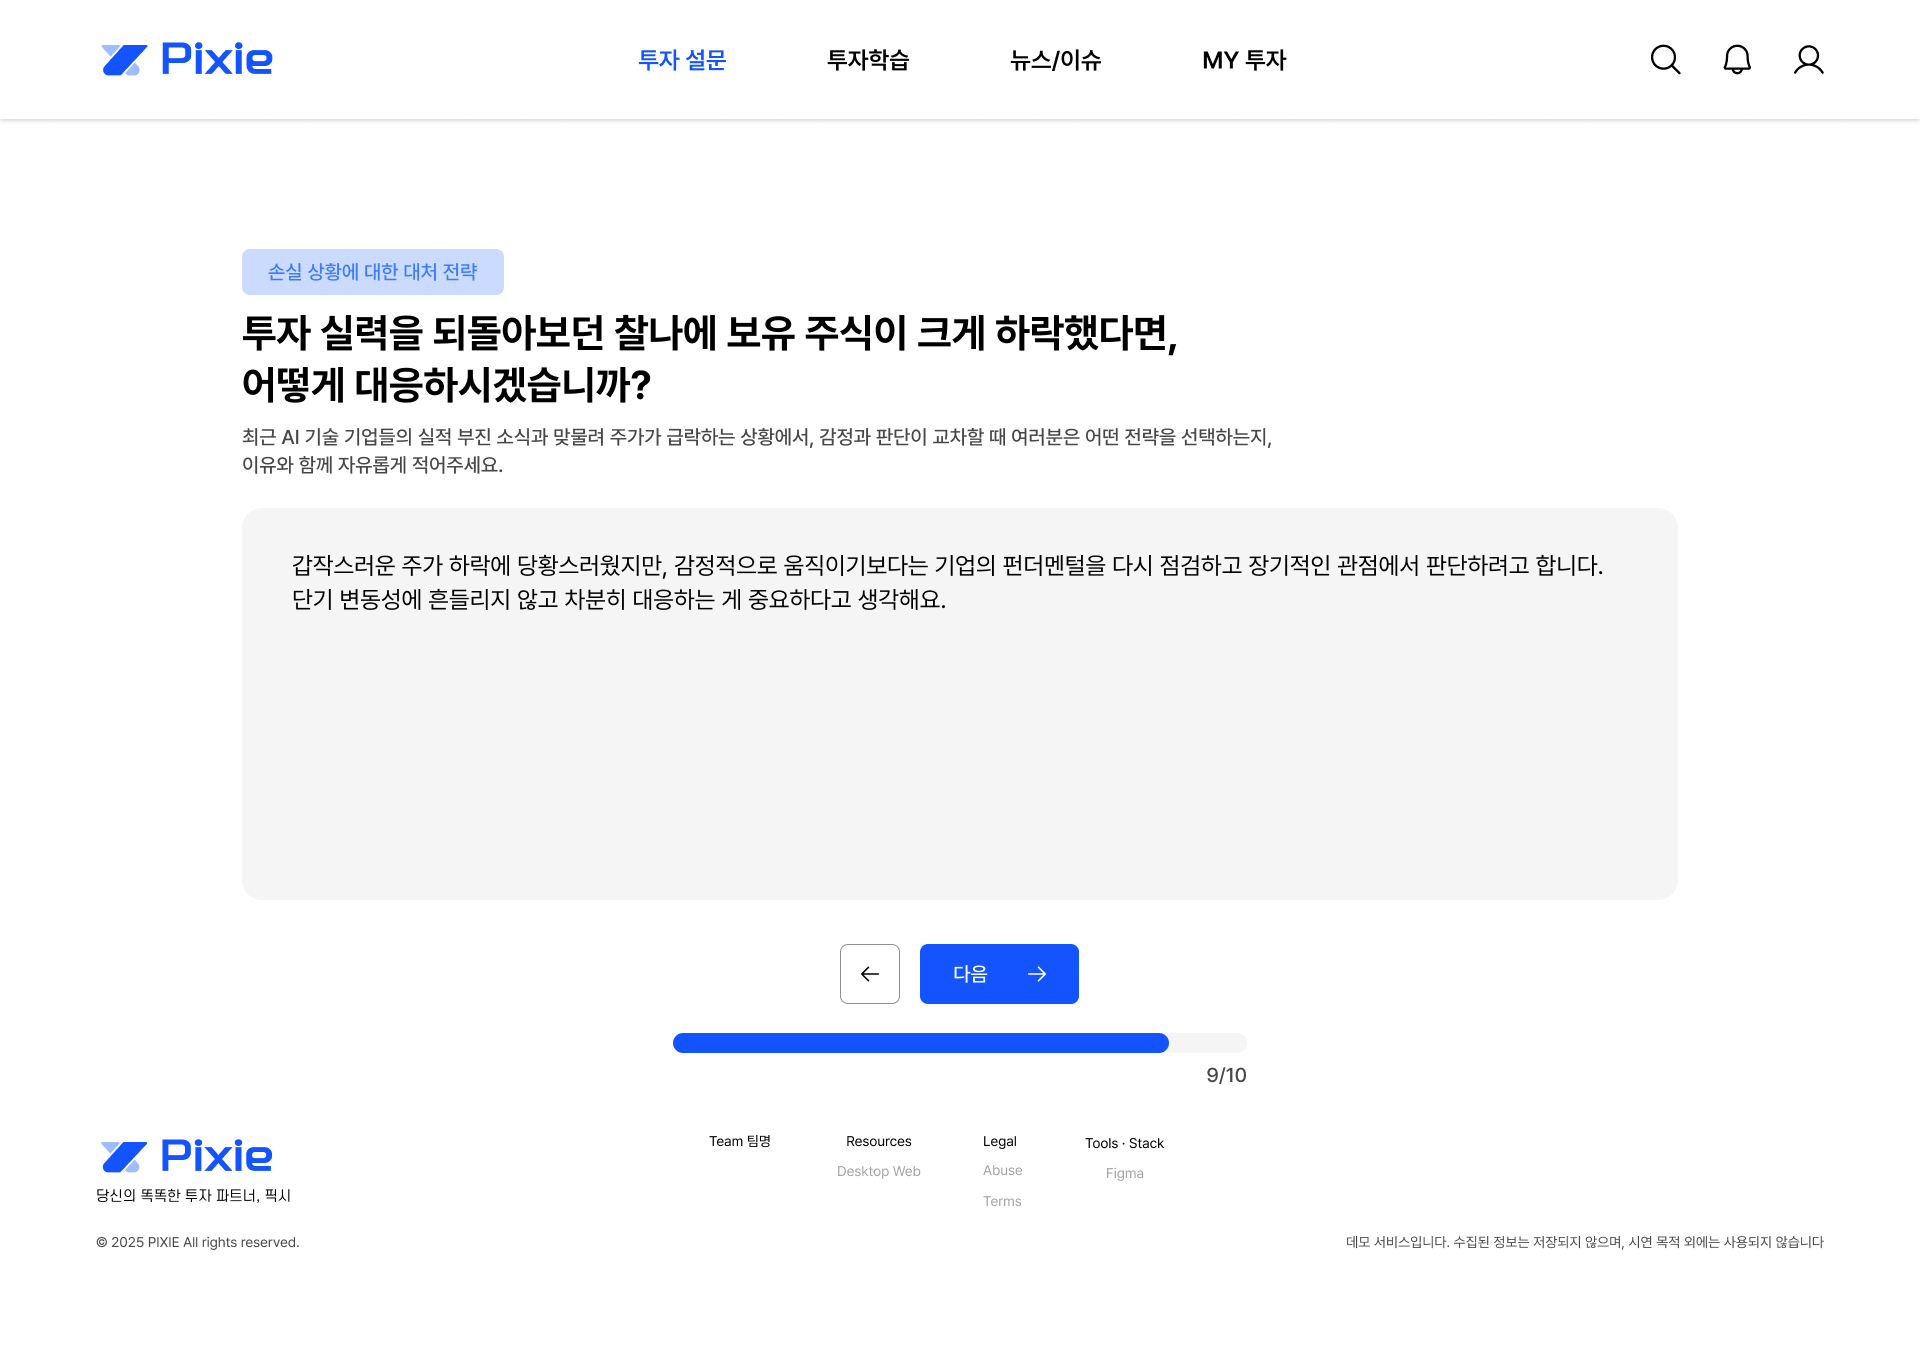 Pixie
투자 설문
투자학습
뉴스/이슈
MY 투자
손실 상황에 대한 대처 전략
투자 실력을 되돌아보던 찰나에 보유 주식이 크게 하락했다면,
어떻게 대응하시겠습니까?
최근 AI 기술 기업들의 실적 부진 소식과 맞물려 주가가 급락하는 상황에서, 감정과 판단이 교차할 때 여러분은 어떤 전략을 선택하는지,
이유와 함께 자유롭게 적어주세요.
갑작스러운 주가 하락에 당황스러웠지만, 감정적으로 움직이기보다는 기업의 펀더멘털을 다시 점검하고 장기적인 관점에서 판단하려고 합니다.
단기 변동성에 흔들리지 않고 차분히 대응하는 게 중요하다고 생각해요.
다음
9/10
Pixie
당신의 똑똑한 투자 파트너, 픽시
Team 팀명
Resources
Desktop Web
Legal
Abuse
Terms
Tools · Stack
Figma
© 2025 PIXIE All rights reserved.
데모 서비스입니다. 수집된 정보는 저장되지 않으며, 시연 목적 외에는 사용되지 않습니다